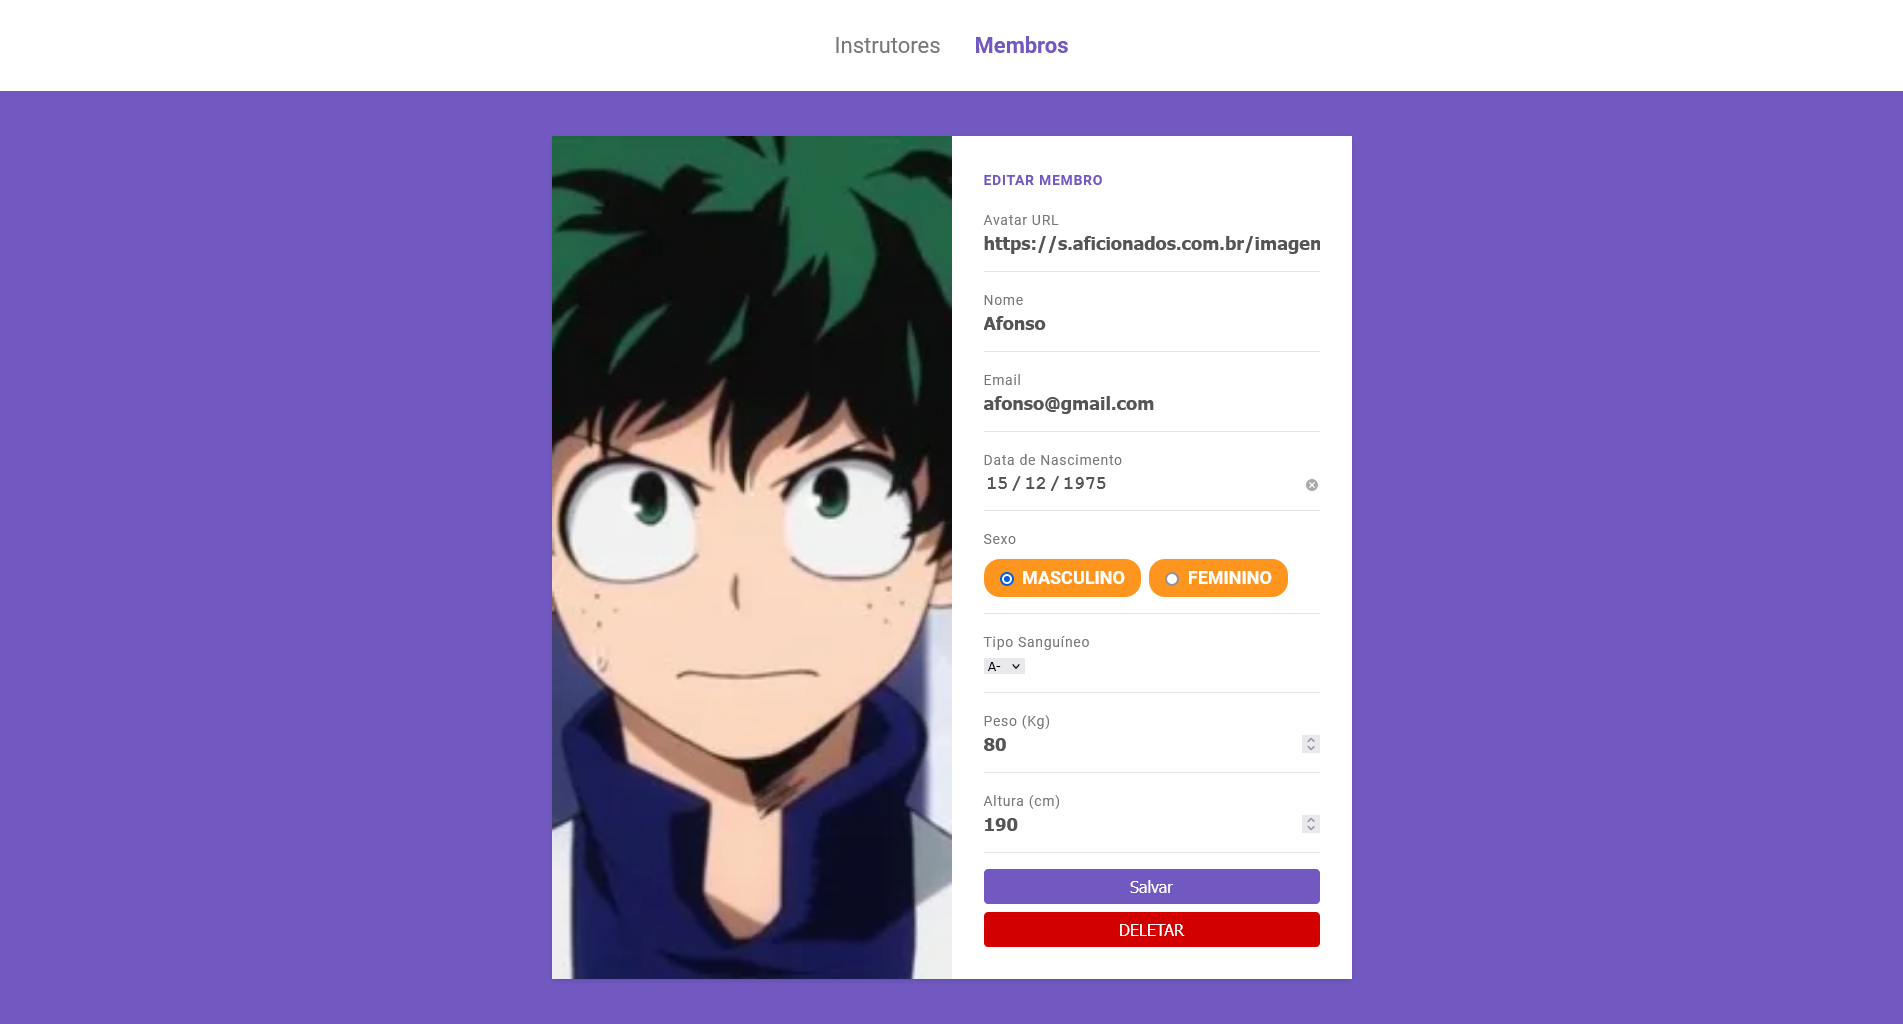 Instrutores Membros
EDITAR MEMBRO
Avatar URL
https://s.aficionados.com.br/imagen
Nome
Afonso
Email
afonso@gmail.com
Data de Nascimento
15 / 12 / 1975
Sexo
MASCULINO FEMININO
Tipo Sanguíneo
A-
Peso (Kg)
80
Altura (cm)
190
Salvar
DELETAR